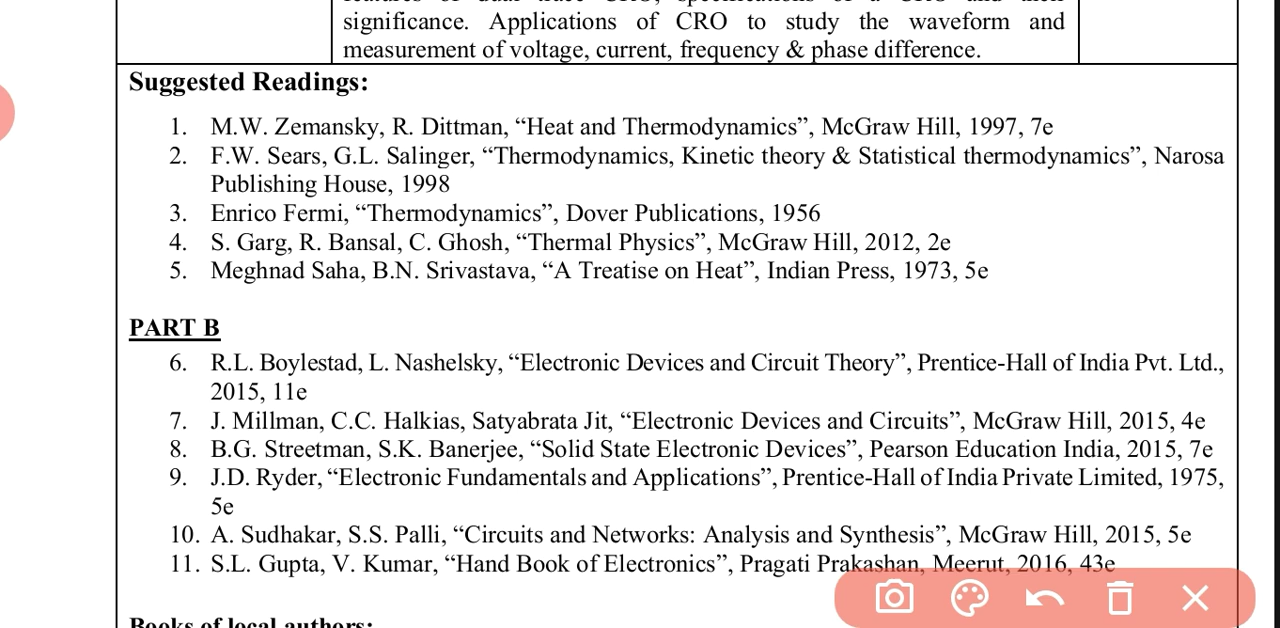 significance. Applications of CRO to study the waveform and
measurement of voltage, current, frequency & phase difference.
Suggested Readings:
1. M.W. Zemansky, R. Dittman, “Heat and Thermodynamics”, McGraw Hill, 1997, 7e
2. F.W. Sears, G.L. Salinger, “Thermodynamics, Kinetic theory & Statistical thermodynamics”, Narosa
Publishing House, 1998
3. Enrico Fermi, “Thermodynamics”, Dover Publications, 1956
4. S. Garg, R. Bansal, C. Ghosh, “Thermal Physics”, McGraw Hill, 2012, 2e
5. Meghnad Saha, B.N. Srivastava, “A Treatise on Heat”, Indian Press, 1973, 5e
PART B
6. R.L. Boylestad, L. Nashelsky, “Electronic Devices and Circuit Theory”, Prentice-Hall of India Pvt. Ltd.,
2015, 11e
7. J. Millman, C.C. Halkias, Satyabrata Jit, “Electronic Devices and Circuits”, McGraw Hill, 2015, 4e
8. B.G. Streetman, S.K. Banerjee, “Solid State Electronic Devices”, Pearson Education India, 2015, 7e
9. J.D. Ryder, “Electronic Fundamentals and Applications”, Prentice-Hall of India Private Limited, 1975,
5e
10. A. Sudhakar, S.S. Palli, “Circuits and Networks: Analysis and Synthesis”, McGraw Hill, 2015, 5e
11. S.L. Gupta, V. Kumar, “Hand Book of Electronics”, Pragati Prakashan, Meerut, 2016, 43e
Books of local authors: